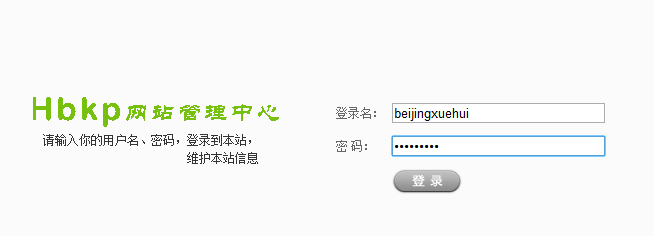 Hbkp网站管理中心
请输入你的用户名、密码，登录到本站，
维护本站信息
登录名：
beijingxuehui
密 码：
•••••••••
登 录